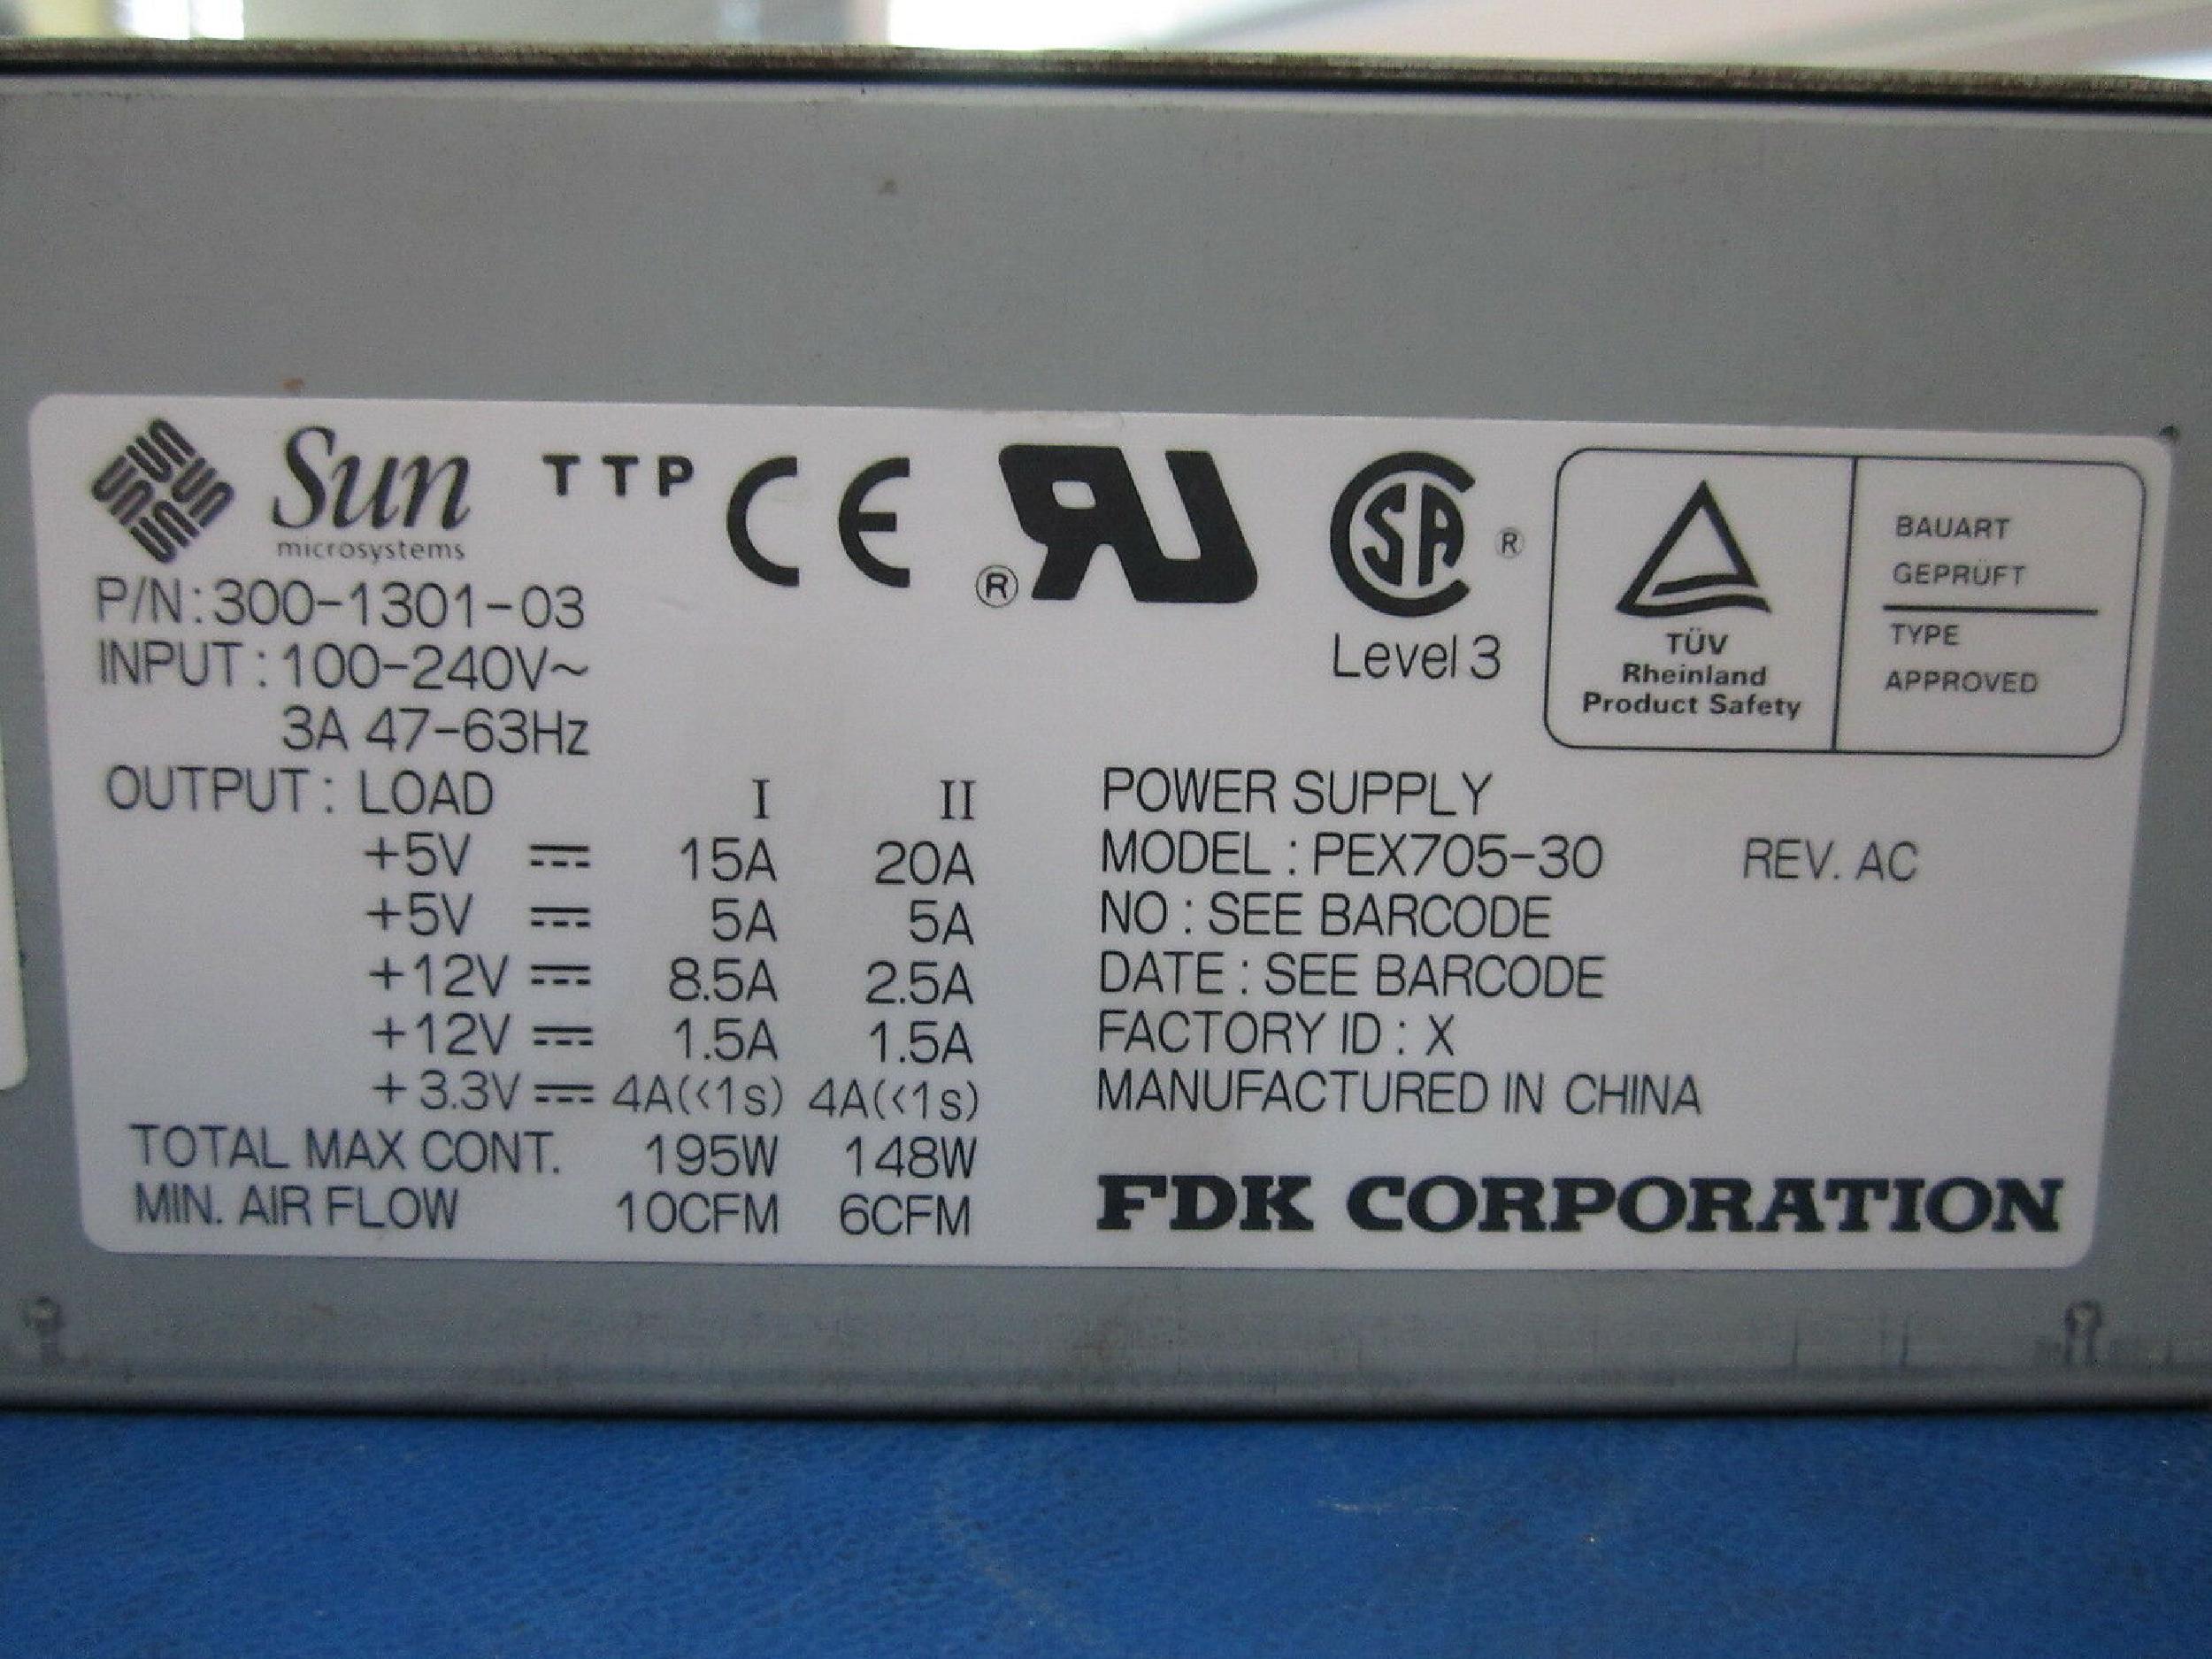 Sun TTP CE ® RU SA ®
microsystems
P/N:300-1301-03
INPUT:100-240V~
3A 47-63Hz
Level 3
TÜV
Rheinland
Product Safety
BAUART
GEPRÜFT
TYPE
APPROVED
OUTPUT: LOAD I II
+5V ⎓ 15A 20A
+5V ⎓ 5A 5A
+12V ⎓ 8.5A 2.5A
+12V ⎓ 1.5A 1.5A
+3.3V ⎓ 4A(<1s) 4A(<1s)
TOTAL MAX CONT. 195W 148W
MIN. AIR FLOW 10CFM 6CFM
POWER SUPPLY
MODEL: PEX705-30 REV. AC
NO: SEE BARCODE
DATE: SEE BARCODE
FACTORY ID: X
MANUFACTURED IN CHINA
FDK CORPORATION